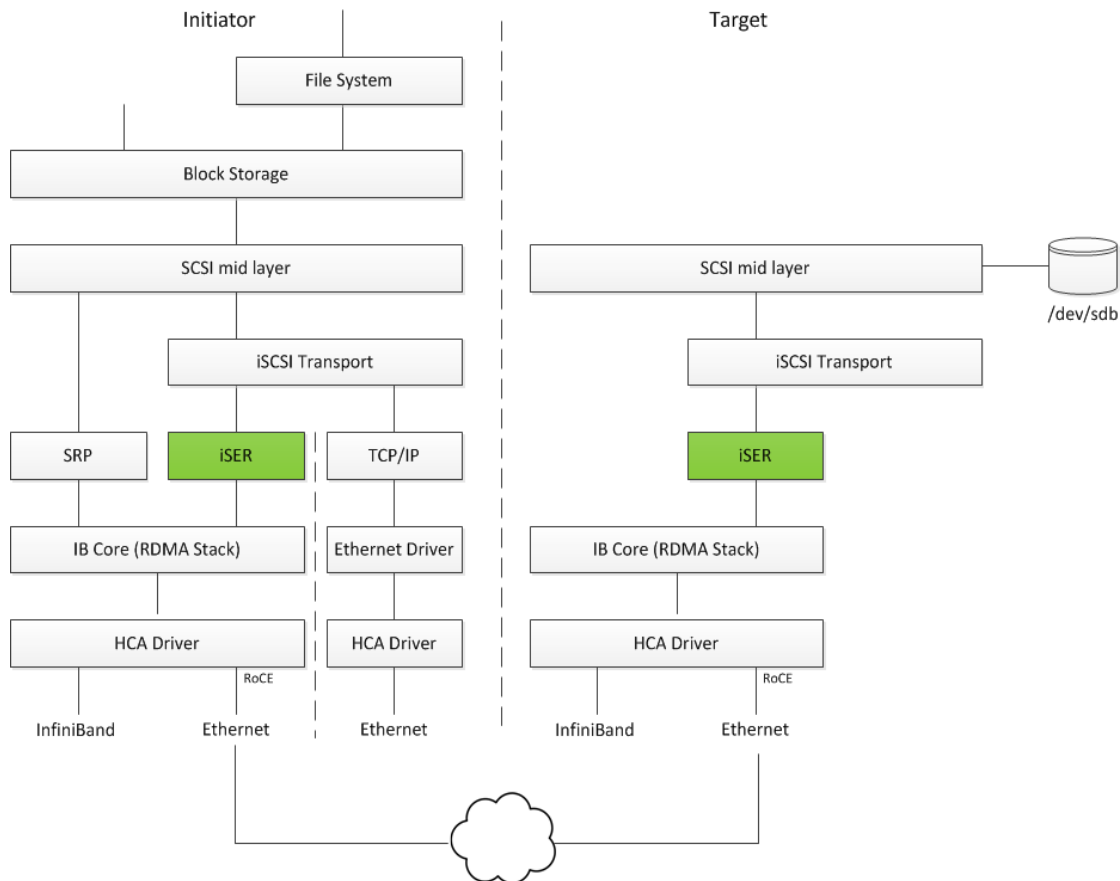 Initiator
Target
File System
Block Storage
SCSI mid layer
SCSI mid layer
/dev/sdb
iSCSI Transport
iSCSI Transport
SRP
iSER
TCP/IP
iSER
IB Core (RDMA Stack)
Ethernet Driver
IB Core (RDMA Stack)
HCA Driver
HCA Driver
HCA Driver
RoCE
RoCE
InfiniBand
Ethernet
Ethernet
InfiniBand
Ethernet